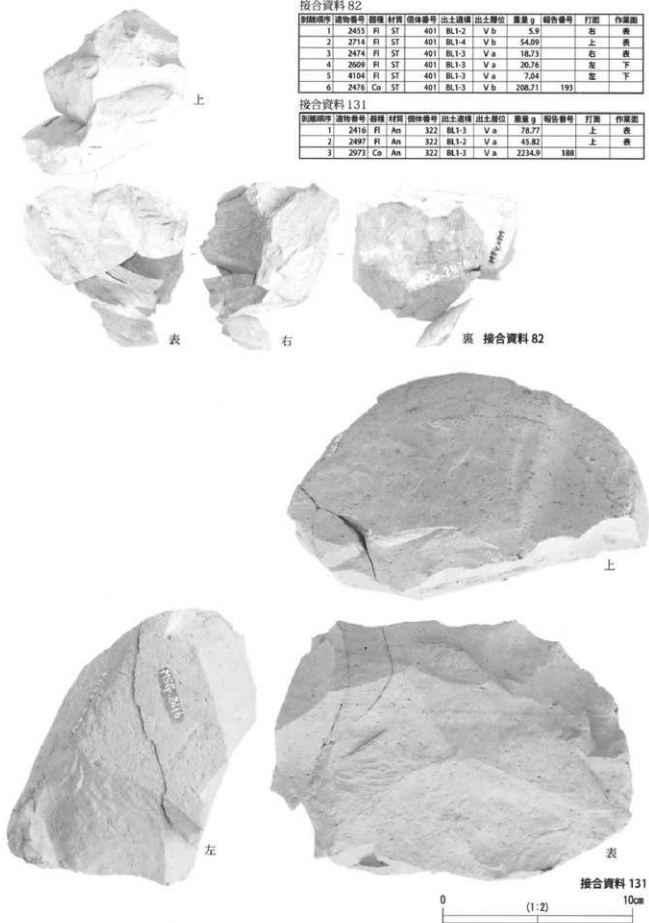 接合資料 82
剝離順序 遺物番号 器種 材質 個体番号 出土遺構 出土層位 重量 g 報告番号 打面 作業面
1 2455 Fl ST 401 BL1-2 V b 5.9 右 表
2 2714 Fl ST 401 BL1-4 V b 54.09 上 表
3 2474 Fl ST 401 BL1-3 V a 18.73 右 表
4 2609 Fl ST 401 BL1-3 V a 20.76 左 下
5 4104 Fl ST 401 BL1-3 V a 7.04 左 下
6 2476 Co ST 401 BL1-3 V b 208.71 193
接合資料 131
剝離順序 遺物番号 器種 材質 個体番号 出土遺構 出土層位 重量 g 報告番号 打面 作業面
1 2416 Fl An 322 BL1-3 V a 78.77 上 表
2 2497 Fl An 322 BL1-2 V a 45.82 上 表
3 2973 Co An 322 BL1-3 V a 2234.9 188
上
表
右
裏 接合資料 82
上
MSG-2416
左
表
接合資料 131
0 (1:2) 10cm